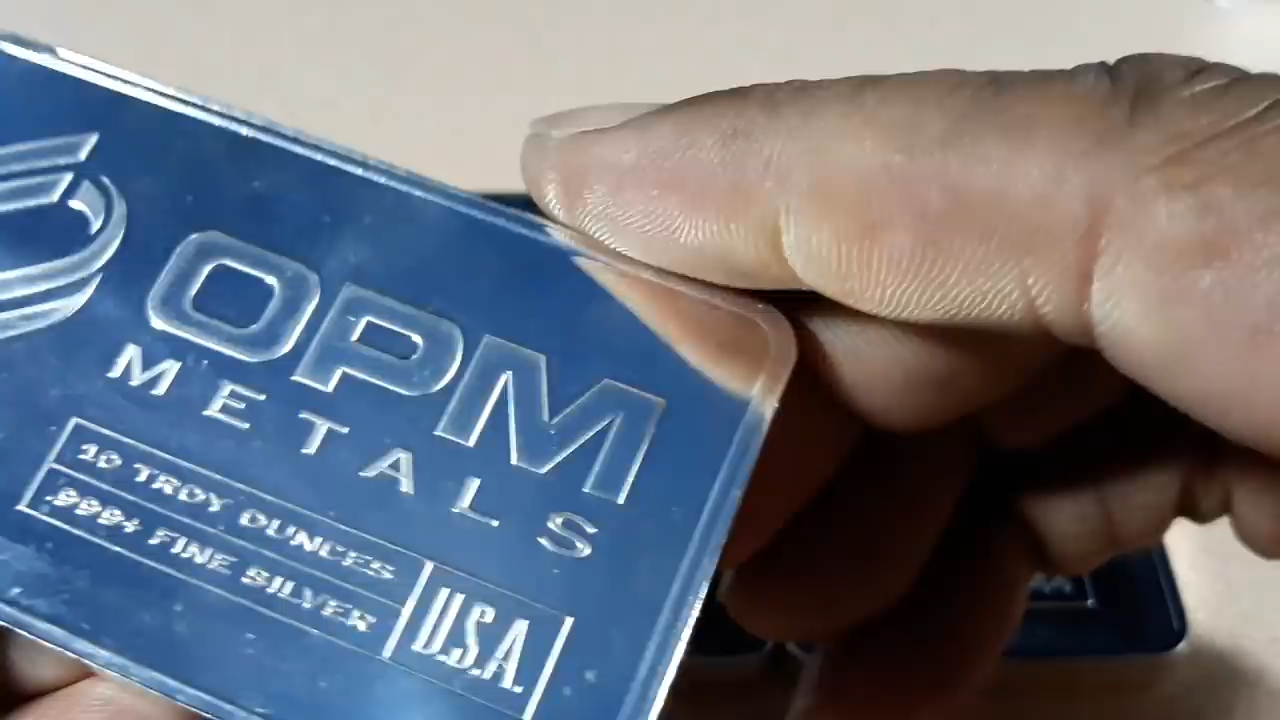 OPM
METALS
10 TROY OUNCES
.999+ FINE SILVER
U.S.A.